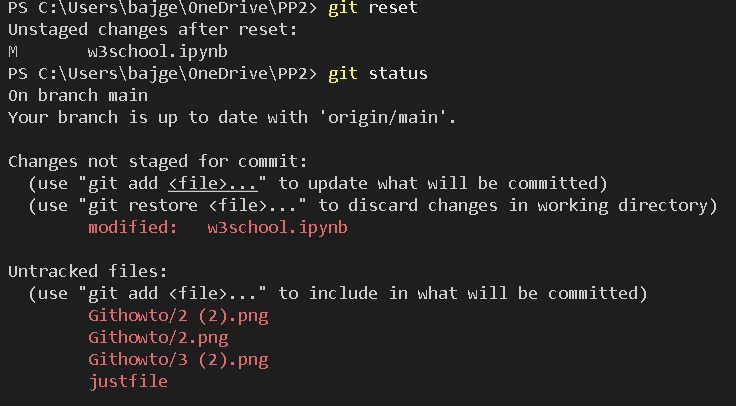 PS C:\Users\bajge\OneDrive\PP2> git reset
Unstaged changes after reset:
M       w3school.ipynb
PS C:\Users\bajge\OneDrive\PP2> git status
On branch main
Your branch is up to date with 'origin/main'.

Changes not staged for commit:
  (use "git add <file>..." to update what will be committed)
  (use "git restore <file>..." to discard changes in working directory)
        modified:   w3school.ipynb

Untracked files:
  (use "git add <file>..." to include in what will be committed)
        Githowto/2 (2).png
        Githowto/2.png
        Githowto/3 (2).png
        justfile